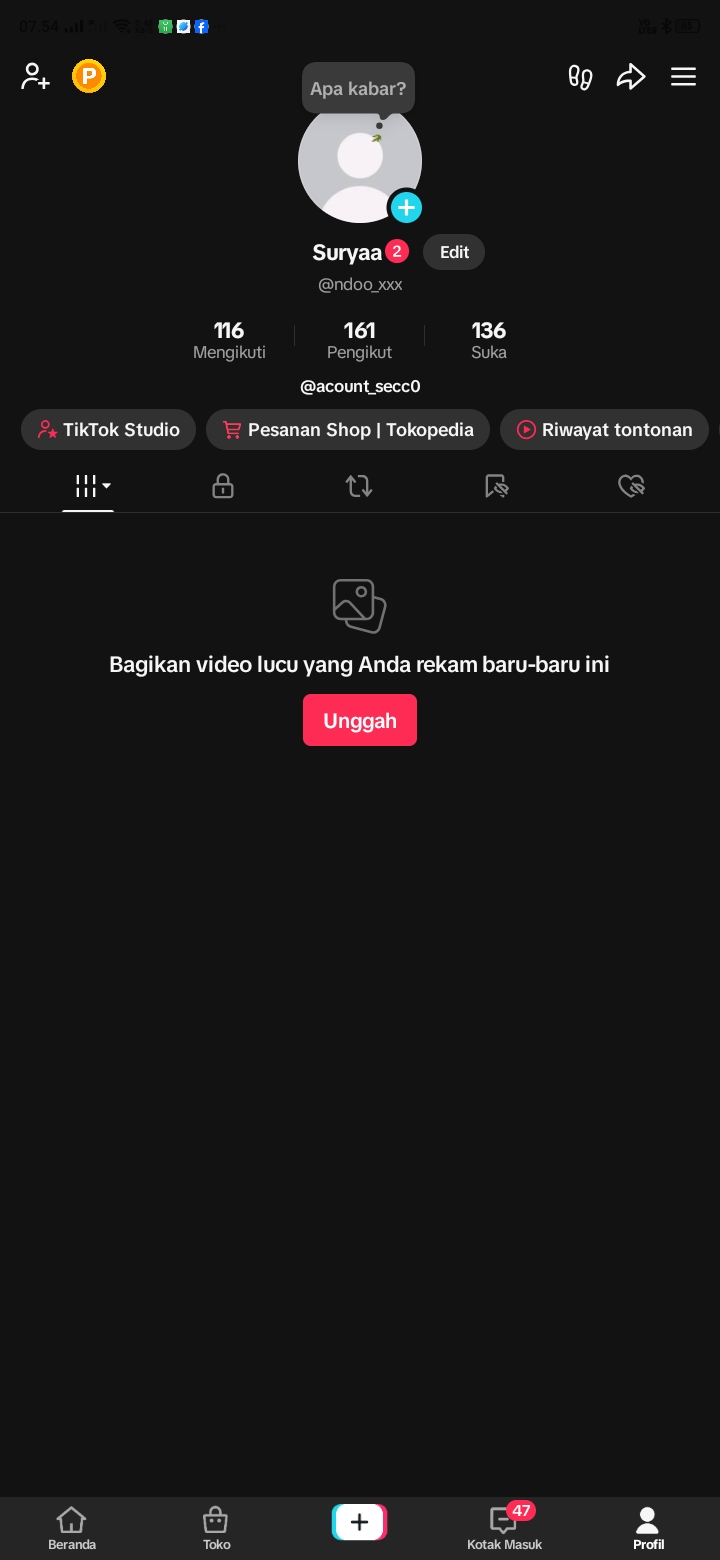 07.54
P
Apa kabar?
Suryaa 2 Edit
@ndoo_xxx
116 161 136
Mengikuti Pengikut Suka
@acount_secc0
TikTok Studio Pesanan Shop | Tokopedia Riwayat tontonan
Bagikan video lucu yang Anda rekam baru-baru ini
Unggah
47
Beranda Toko Kotak Masuk Profil